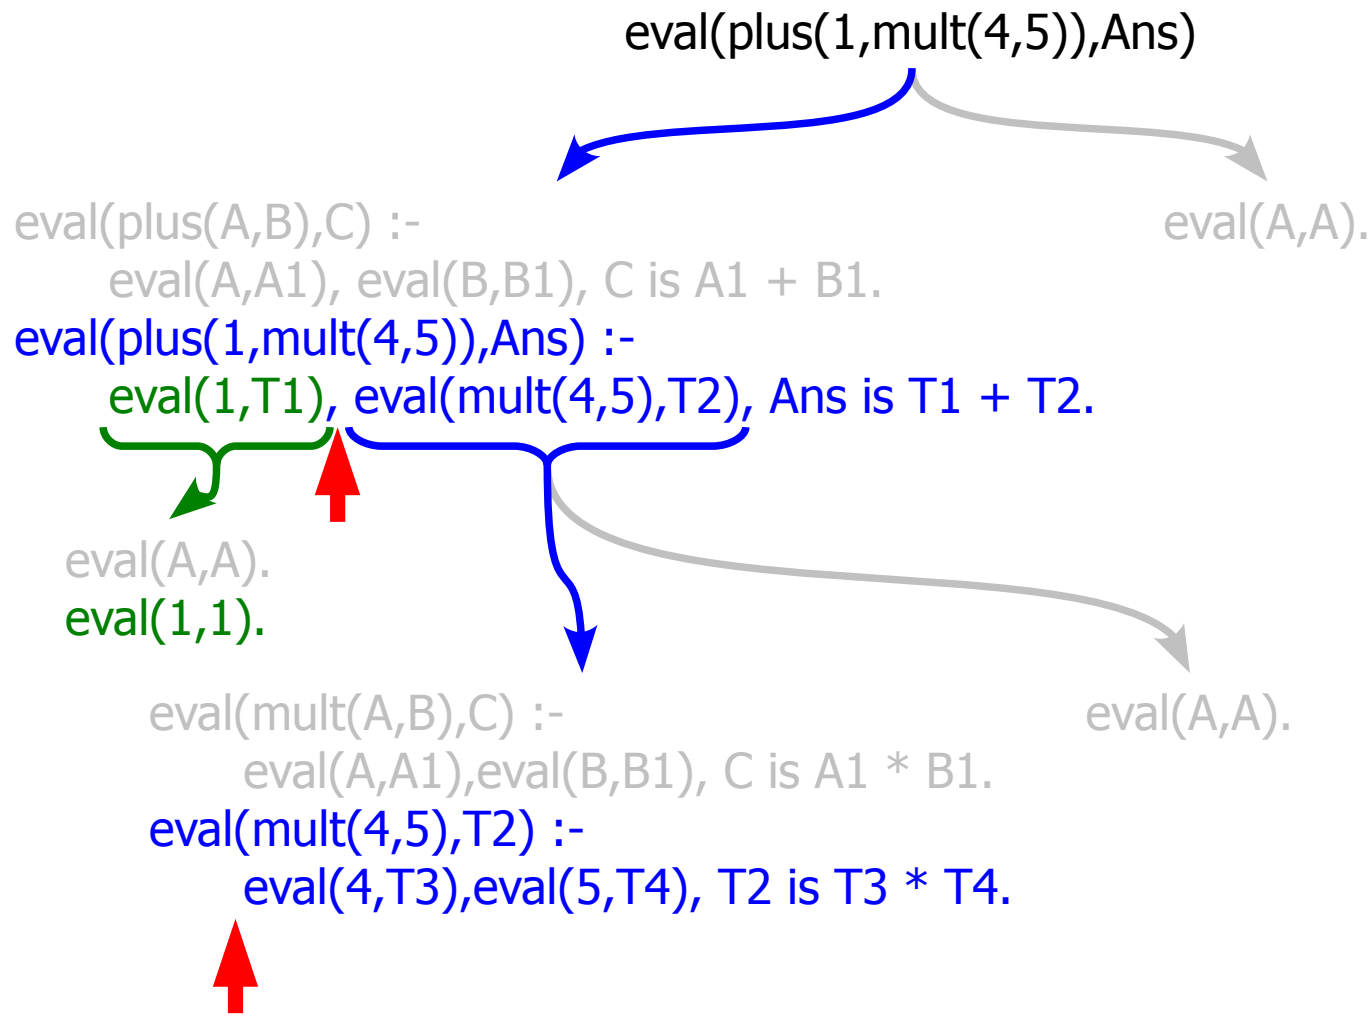 eval(plus(1,mult(4,5)),Ans)
eval(plus(A,B),C) :-
eval(A,A).
eval(A,A1), eval(B,B1), C is A1 + B1.
eval(plus(1,mult(4,5)),Ans) :-
eval(1,T1), eval(mult(4,5),T2), Ans is T1 + T2.
eval(A,A).
eval(1,1).
eval(mult(A,B),C) :-
eval(A,A).
eval(A,A1),eval(B,B1), C is A1 * B1.
eval(mult(4,5),T2) :-
eval(4,T3),eval(5,T4), T2 is T3 * T4.